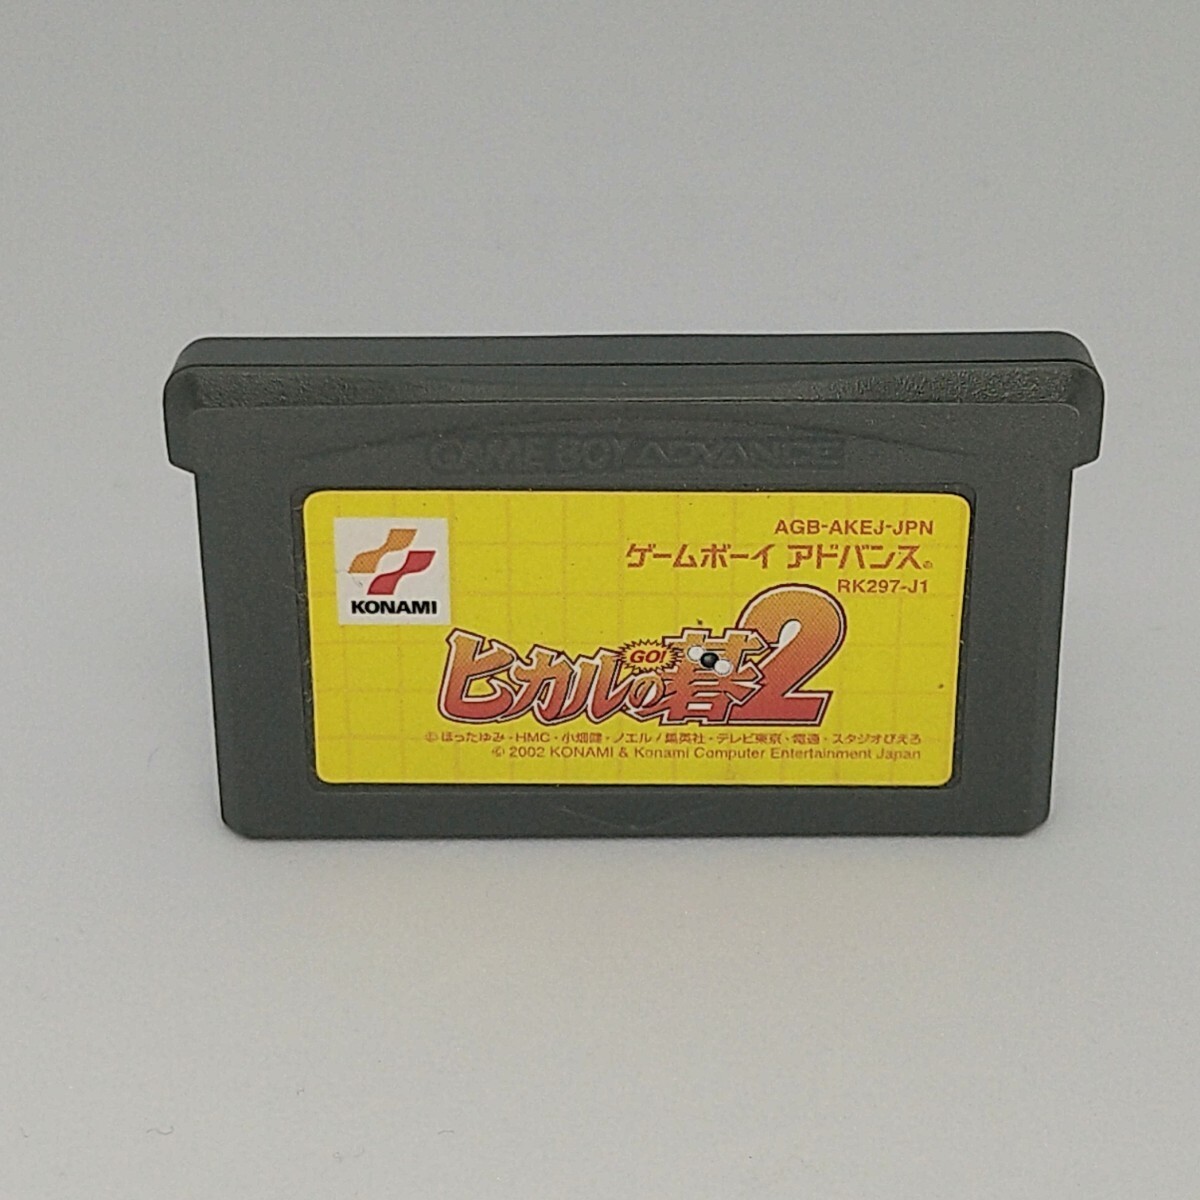 GAME BOY ADVANCE
KONAMI
AGB-AKEJ-JPN
ゲームボーイ アドバンス®
RK297-J1
ヒカルの碁2
GO!
©ほったゆみ・HMC・小畑健・ノエル/集英社・テレビ東京・電通・スタジオぴえろ
© 2002 KONAMI & Konami Computer Entertainment Japan